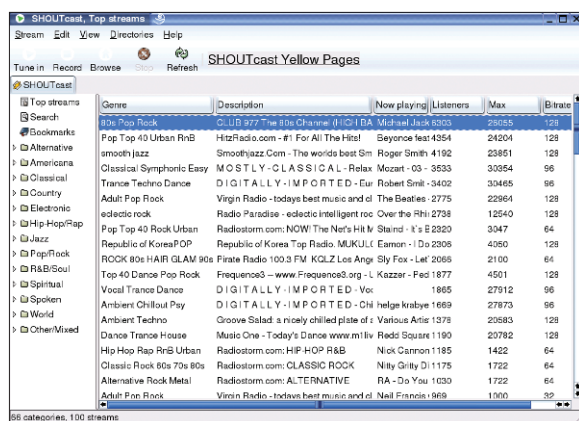 SHOUTcast, Top streams
Stream Edit View Directories Help
Tune in Record Browse Stop Refresh SHOUTcast Yellow Pages
SHOUTcast
Top streams
Search
Bookmarks
Alternative
Americana
Classical
Country
Electronic
Hip-Hop/Rap
Jazz
Pop/Rock
R&B/Soul
Spiritual
Spoken
World
Other/Mixed
Genre Description Now playing Listeners Max Bitrate
80s Pop Rock CLUB 977 The 80s Channel (HIGH BA Michael Jack 6303 26055 128
Pop Top 40 Urban RnB HitzRadio.com - #1 For All The Hits! Beyonce feat 4354 24204 128
smooth jazz Smoothjazz.Com - The worlds best Sm Roger Smith 4192 23851 128
Classical Symphonic Easy M O S T L Y - C L A S S I C A L - Relax Mozart - 03 - 3533 30354 96
Trance Techno Dance D I G I T A L L Y - I M P O R T E D - Eur Robert Smit - 3402 30465 96
Adult Pop Rock Virgin Radio - todays best music and cl The Beatles - 2775 22964 128
eclectic rock Radio Paradise - eclectic intelligent roc Over the Rhi 2738 12540 128
Pop Top 40 Rock Urban Radiostorm.com: NOW! The Net's Hit M Staind - It`s B 2320 3047 64
Republic of KoreaPOP Republic of Korea Top Radio. MUKULC Eamon - I Do 2308 4050 128
ROCK 80s HAIR GLAM 90s Pirate Radio 100.3 FM KQLZ Los Ange Sly Fox - Let' 2066 2100 64
Top 40 Dance Pop Rock Frequence3 – www.Frequence3.org - L Kazzer - Ped 1877 4501 128
Vocal Trance Dance D I G I T A L L Y - I M P O R T E D - Voc 1865 27912 96
Ambient Chillout Psy D I G I T A L L Y - I M P O R T E D - Chi helge krabye 1669 27873 96
Ambient Techno Groove Salad: a nicely chilled plate of a Various Artis 1378 20583 128
Dance Trance House Music One - Today's Dance www.m1liv Redd Square 1190 20782 128
Hip Hop Rap RnB Urban Radiostorm.com: HIP-HOP R&B Nick Cannon 1185 1422 64
Classic Rock 60s 70s 80s Radiostorm.com: CLASSIC ROCK Nitty Gritty Di 1175 1722 64
Alternative Rock Metal Radiostorm.com: ALTERNATIVE RA - Do You 1030 1722 64
Adult Pop Rock Virgin Radio - todays best music and cl Neil Francis 969 1000 32
66 categories, 100 streams